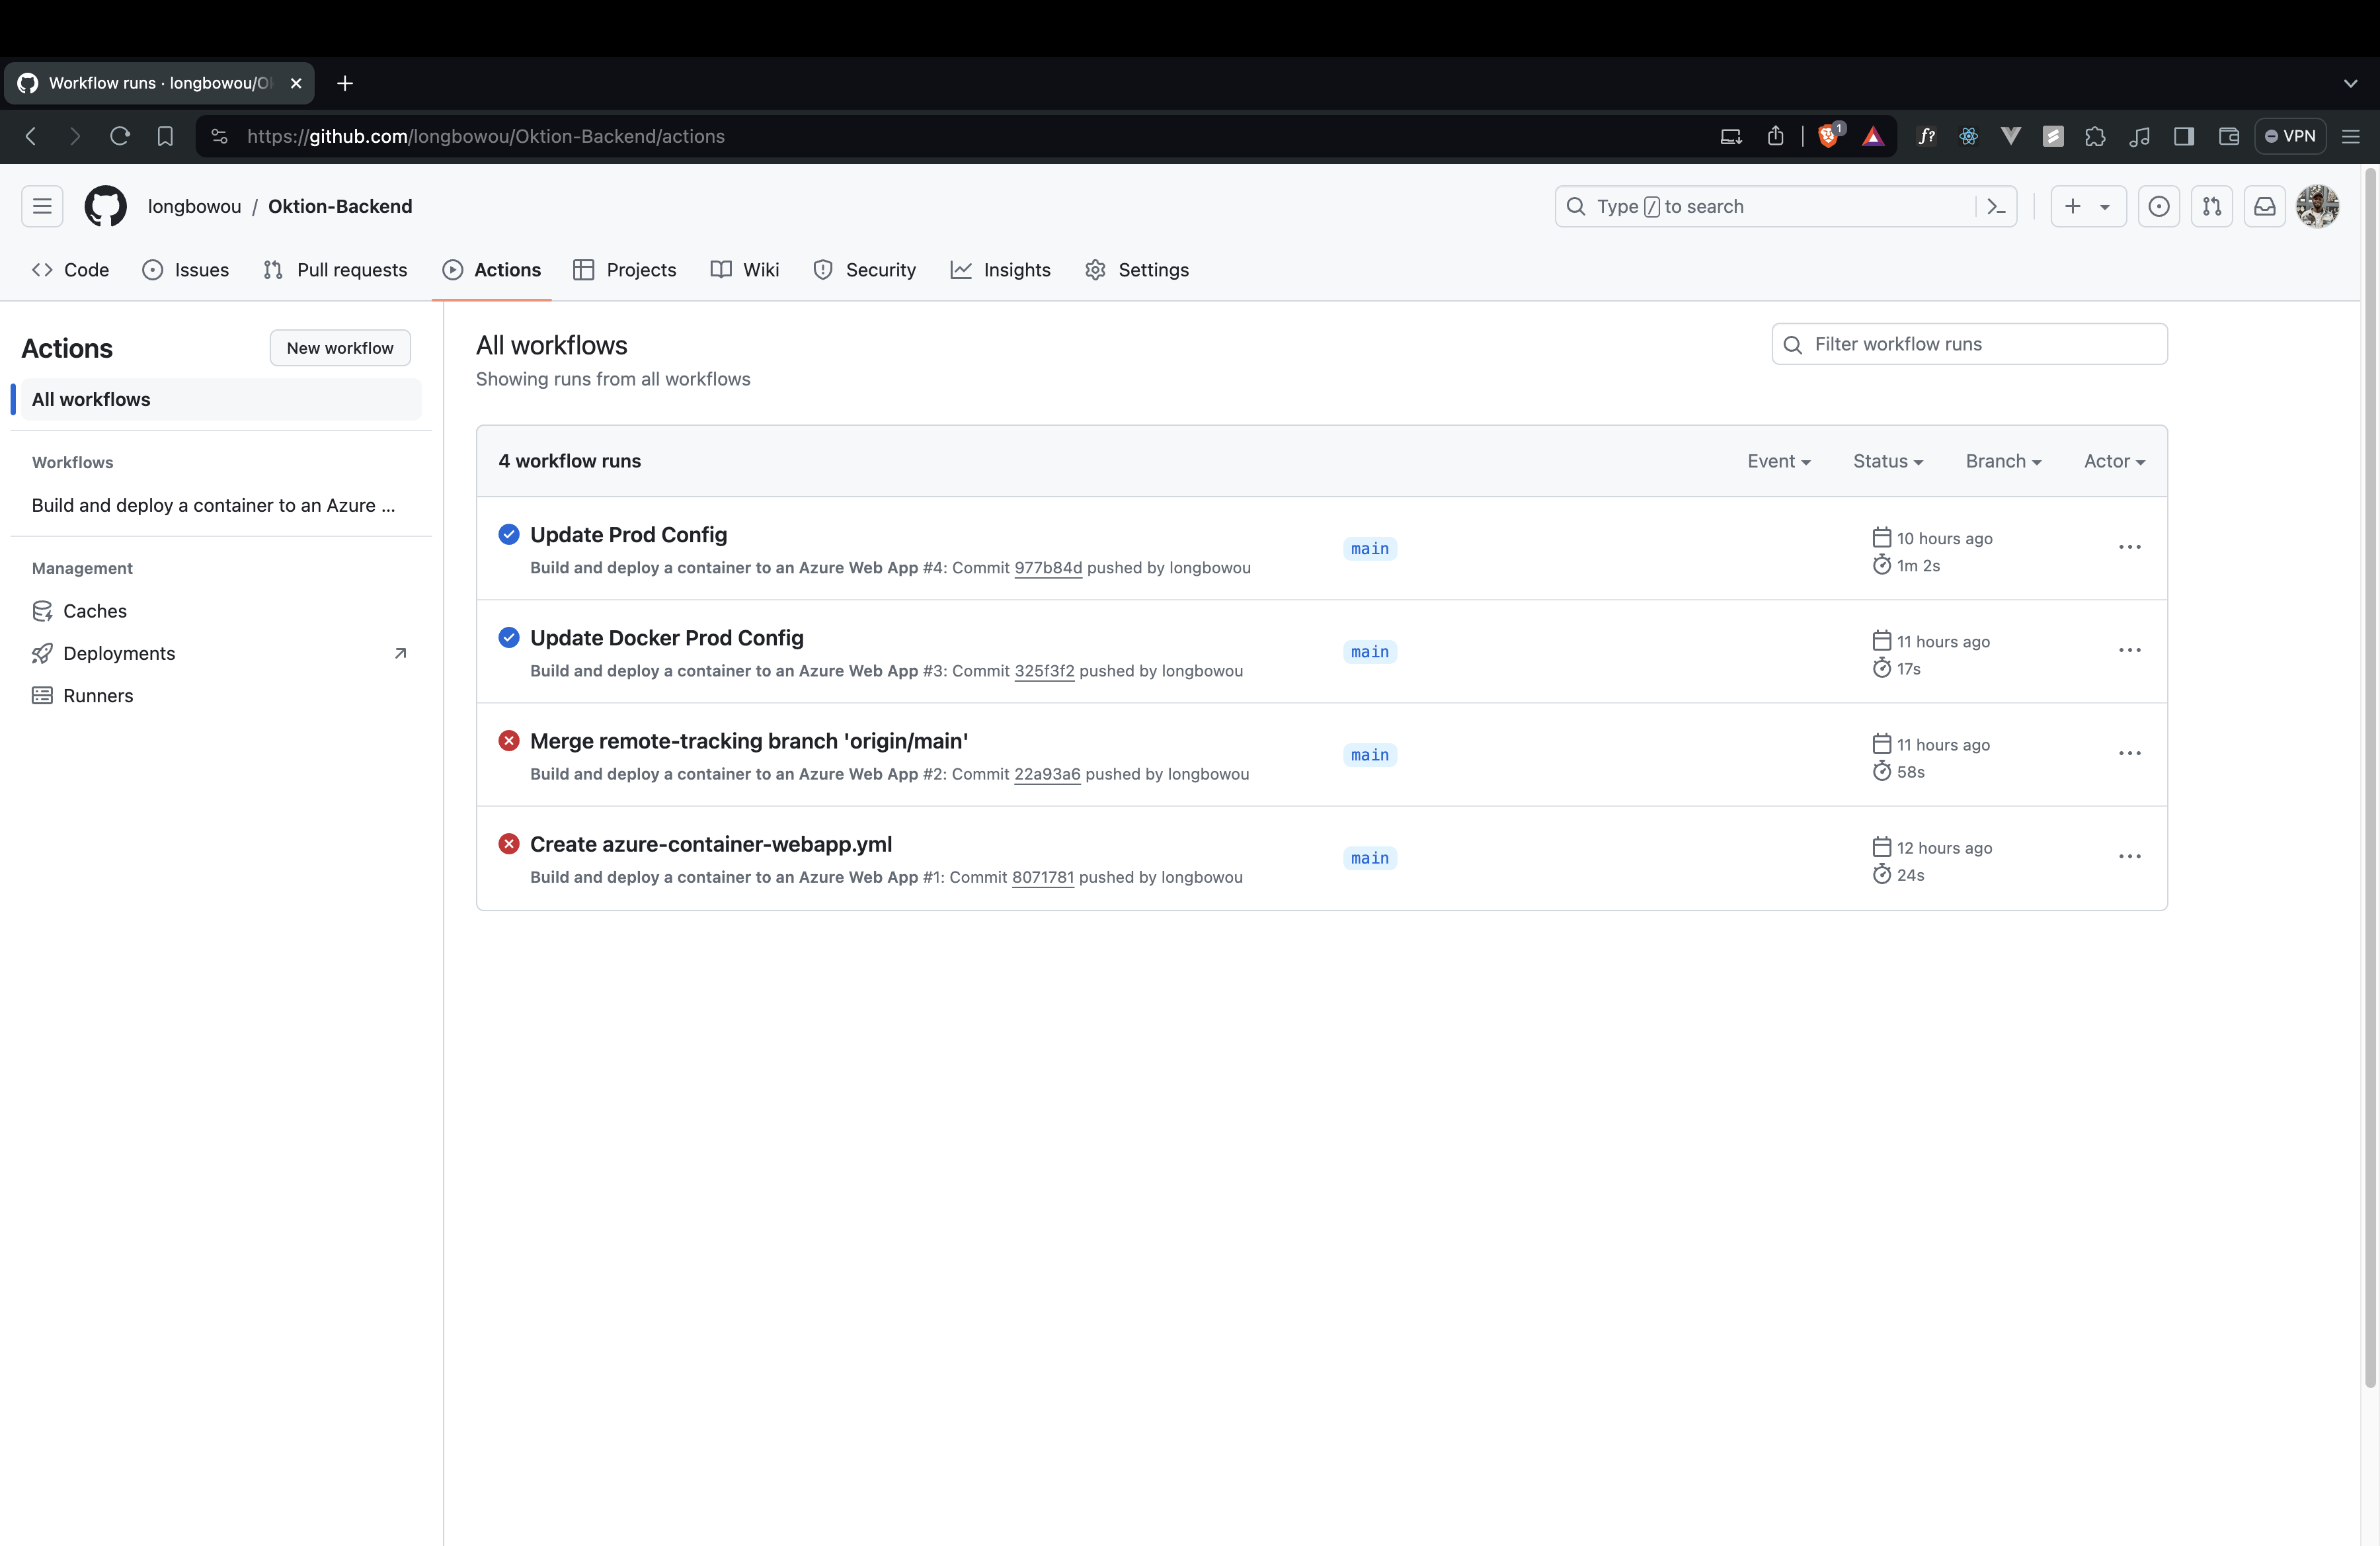 Workflow runs · longbowou/Ok
https://github.com/longbowou/Oktion-Backend/actions
1
f?
VPN
longbowou / Oktion-Backend
Type / to search
Code
Issues
Pull requests
Actions
Projects
Wiki
Security
Insights
Settings
Actions
New workflow
All workflows
Workflows
Build and deploy a container to an Azure ...
Management
Caches
Deployments
Runners
All workflows
Showing runs from all workflows
Filter workflow runs
4 workflow runs
Event
Status
Branch
Actor
Update Prod Config
Build and deploy a container to an Azure Web App #4: Commit 977b84d pushed by longbowou
main
10 hours ago
1m 2s
Update Docker Prod Config
Build and deploy a container to an Azure Web App #3: Commit 325f3f2 pushed by longbowou
main
11 hours ago
17s
Merge remote-tracking branch 'origin/main'
Build and deploy a container to an Azure Web App #2: Commit 22a93a6 pushed by longbowou
main
11 hours ago
58s
Create azure-container-webapp.yml
Build and deploy a container to an Azure Web App #1: Commit 8071781 pushed by longbowou
main
12 hours ago
24s